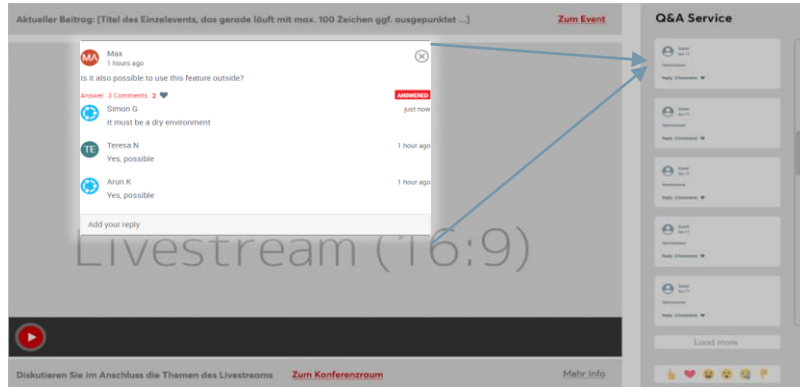 Aktueller Beitrag: [Titel des Einzelevents, das gerade läuft mit max. 100 Zeichen ggf. ausgepunktet ...]
Zum Event
MA
Max
1 hours ago
Is it also possible to use this feature outside?
Answer 3 Comments 2
ANSWERED
Simon G
just now
It must be a dry environment
TE
Teresa N
1 hour ago
Yes, possible
Arun K
1 hour ago
Yes, possible
Add your reply
Livestream (16:9)
Diskutieren Sie im Anschluss die Themen des Livestreams
Zum Konferenzraum
Mehr Info
Q&A Service
Load more